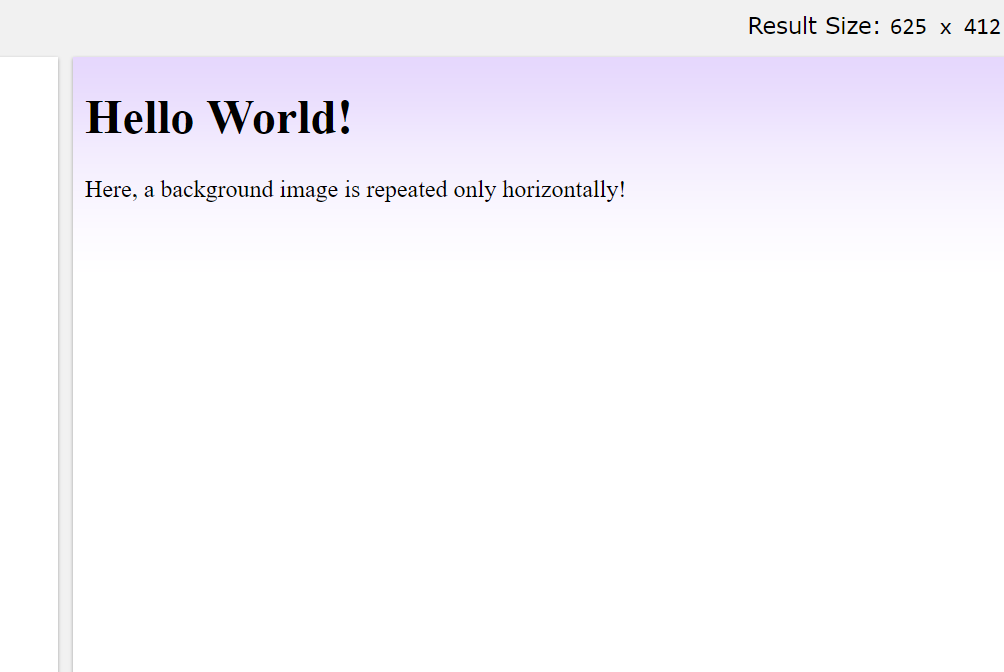 Result Size: 625 x 412
Hello World!
Here, a background image is repeated only horizontally!